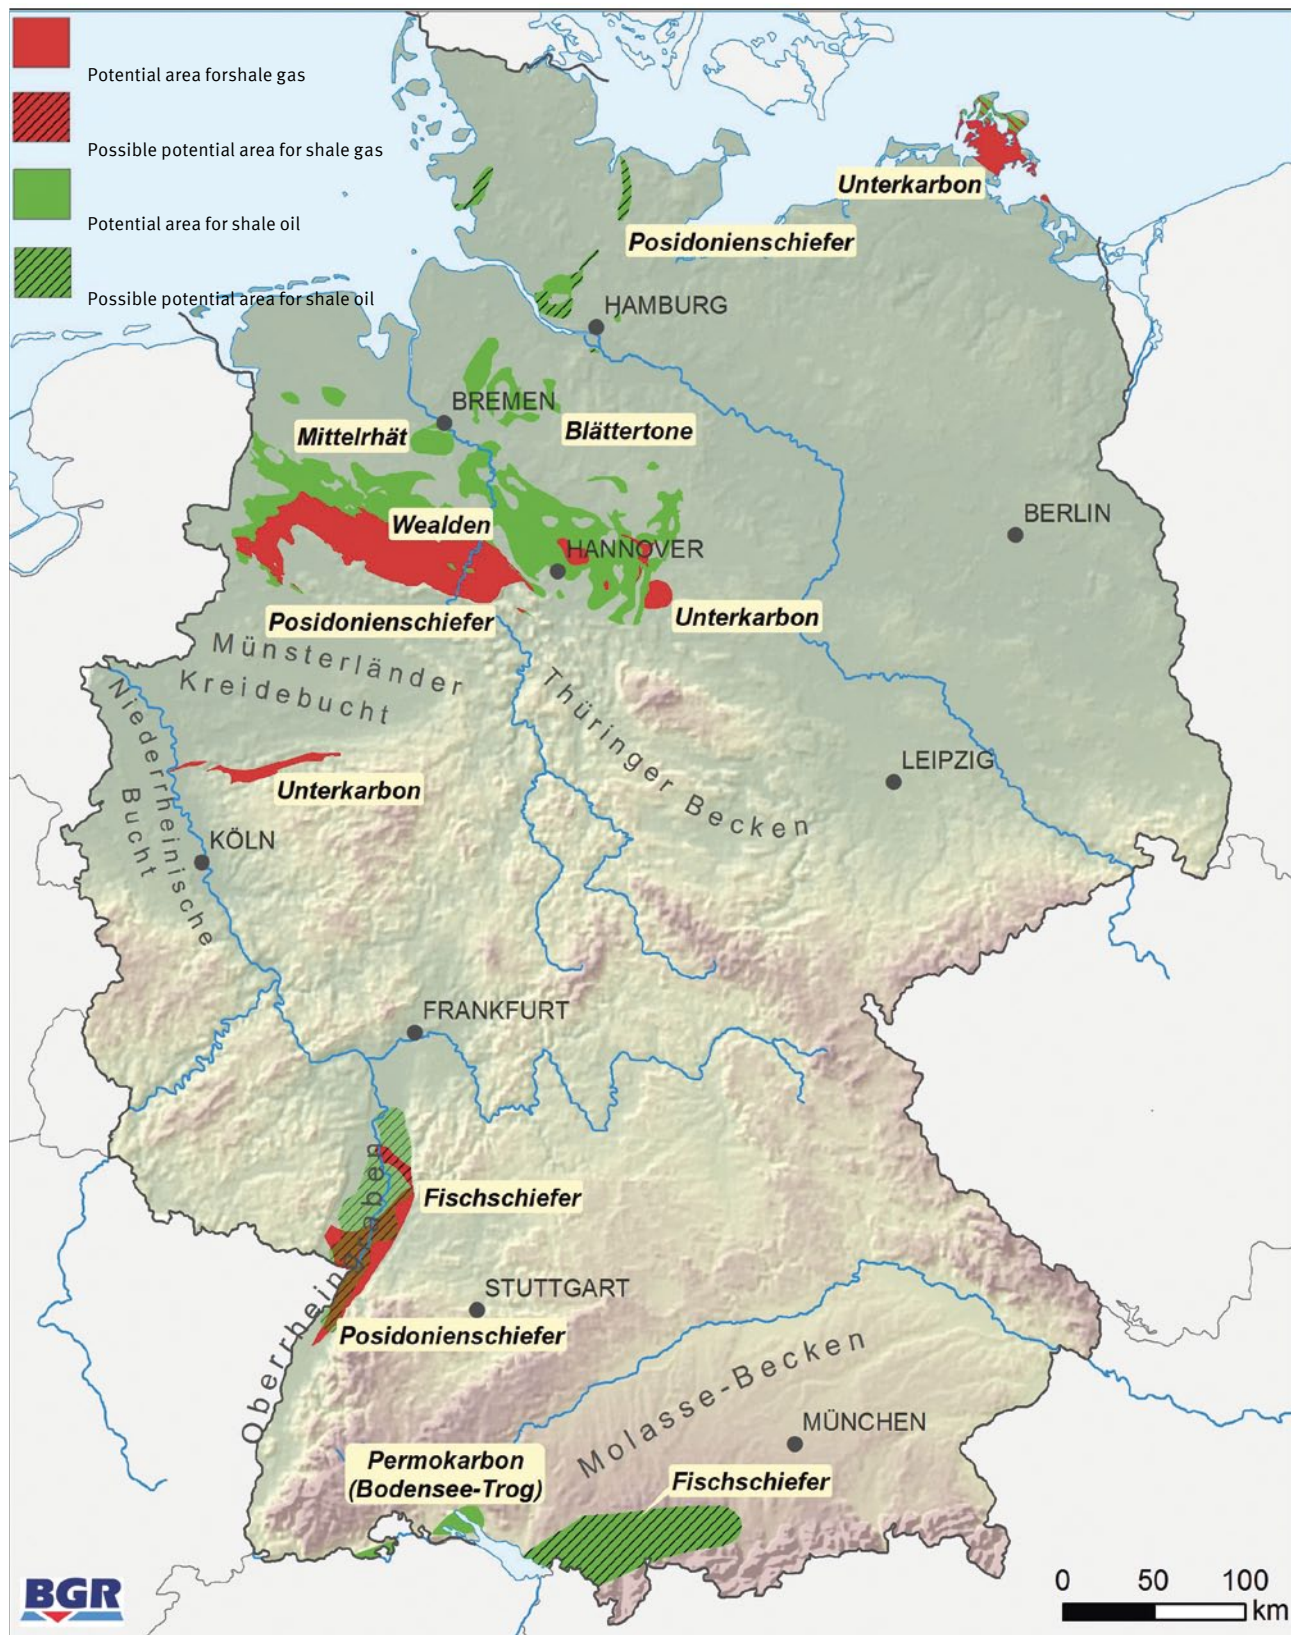 Potential area forshale gas
Possible potential area for shale gas
Potential area for shale oil
Possible potential area for shale oil
Unterkarbon
Posidonienschiefer
HAMBURG
BREMEN
Mittelrhät
Blättertone
Wealden
BERLIN
HANNOVER
Posidonienschiefer
Unterkarbon
Münsterländer
Kreidebucht
Niederrheinische
Bucht
Thüringer Becken
LEIPZIG
Unterkarbon
KÖLN
FRANKFURT
Fischschiefer
Oberrheingraben
STUTTGART
Posidonienschiefer
Molasse-Becken
MÜNCHEN
Permokarbon
(Bodensee-Trog)
Fischschiefer
BGR
0 50 100
km